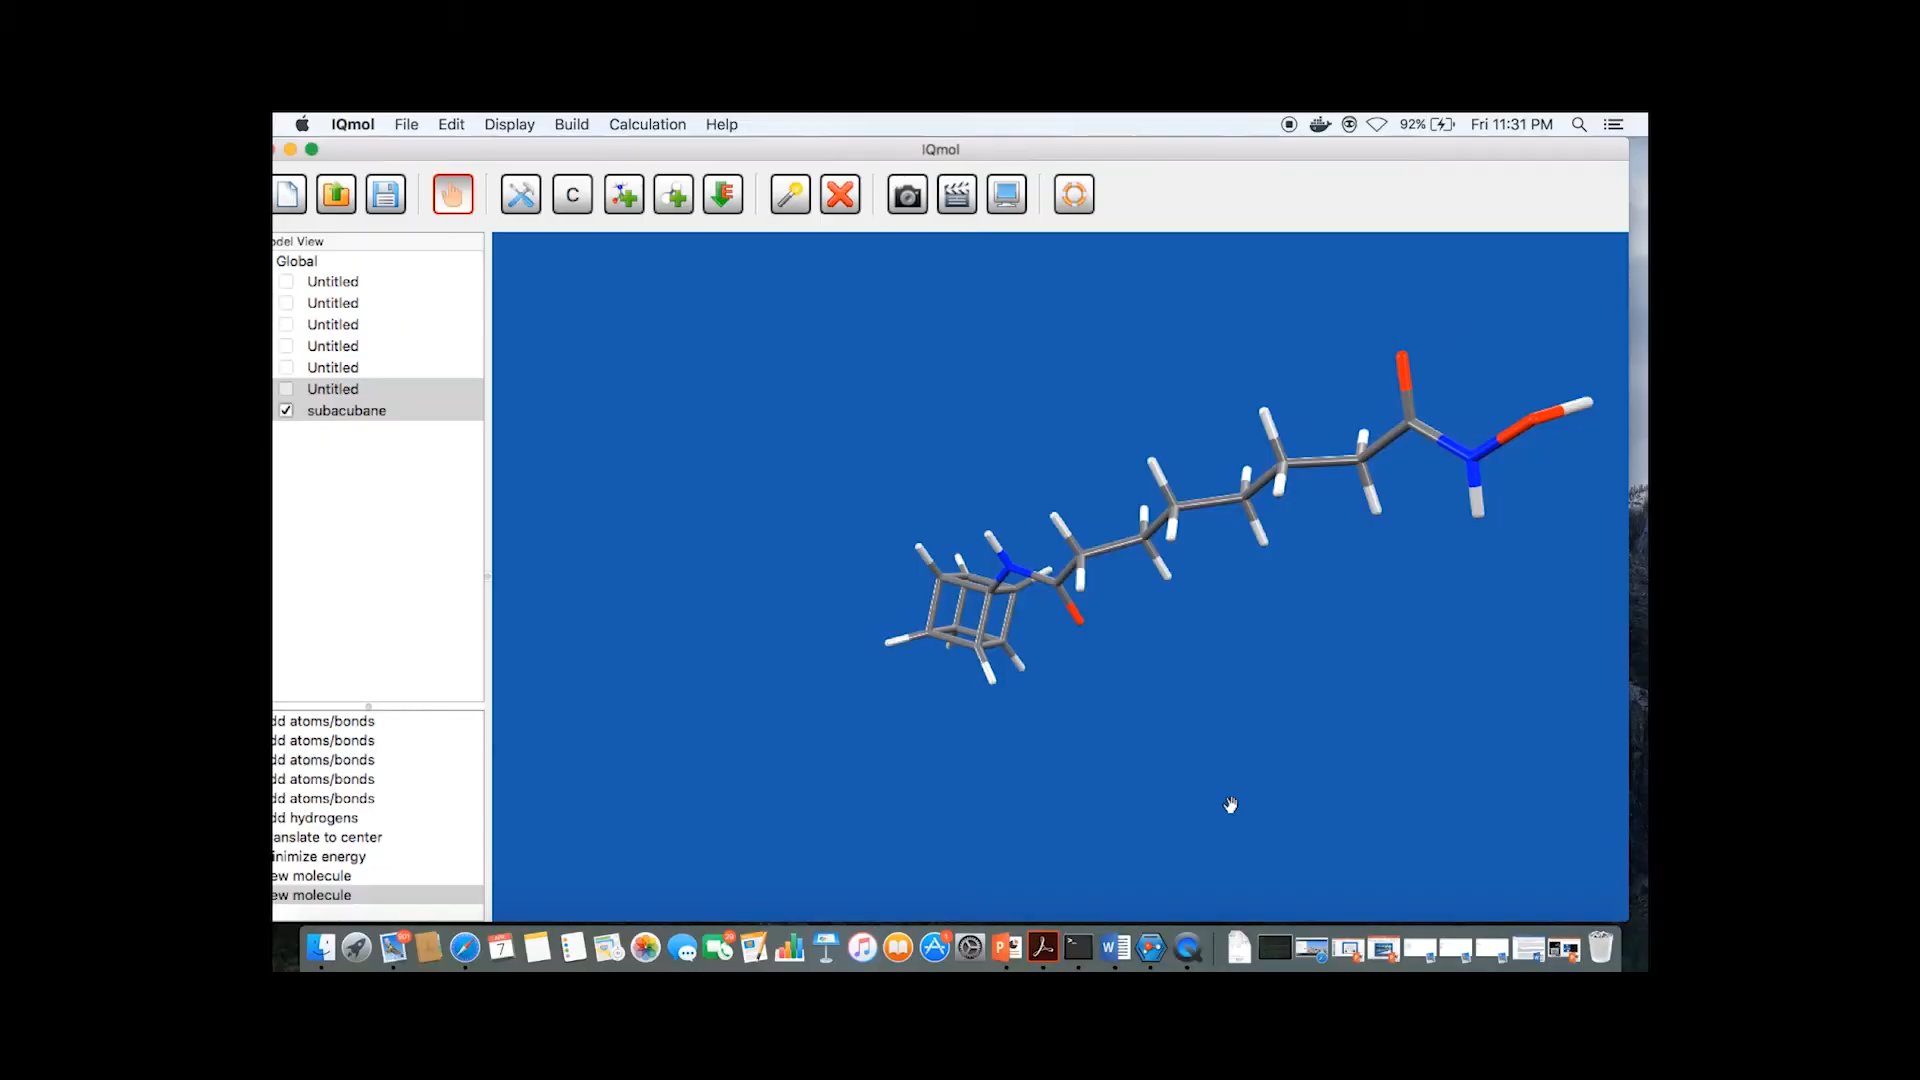 IQmol File Edit Display Build Calculation Help 92% Fri 11:31 PM
IQmol
C
odel View
Global
Untitled
Untitled
Untitled
Untitled
Untitled
Untitled
subacubane
dd atoms/bonds
dd atoms/bonds
dd atoms/bonds
dd atoms/bonds
dd atoms/bonds
dd hydrogens
anslate to center
inimize energy
ew molecule
ew molecule